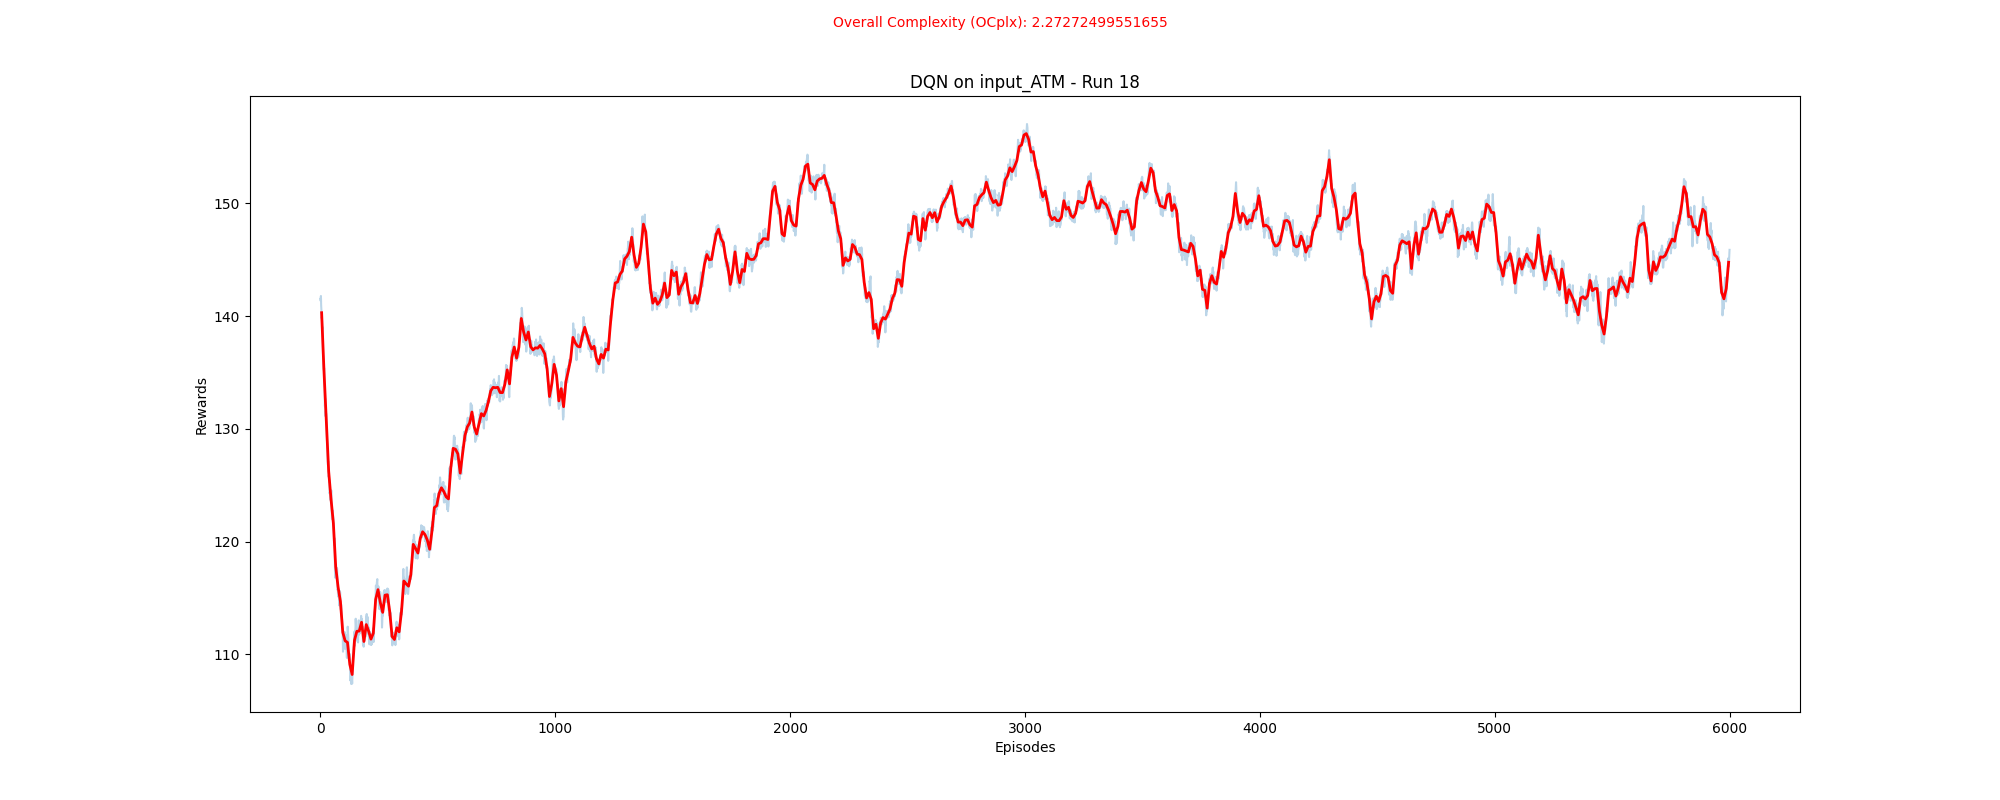 Overall Complexity (OCplx): 2.27272499551655
DQN on input_ATM - Run 18
Rewards
150
140
130
120
110
0 1000 2000 3000 4000 5000 6000
Episodes